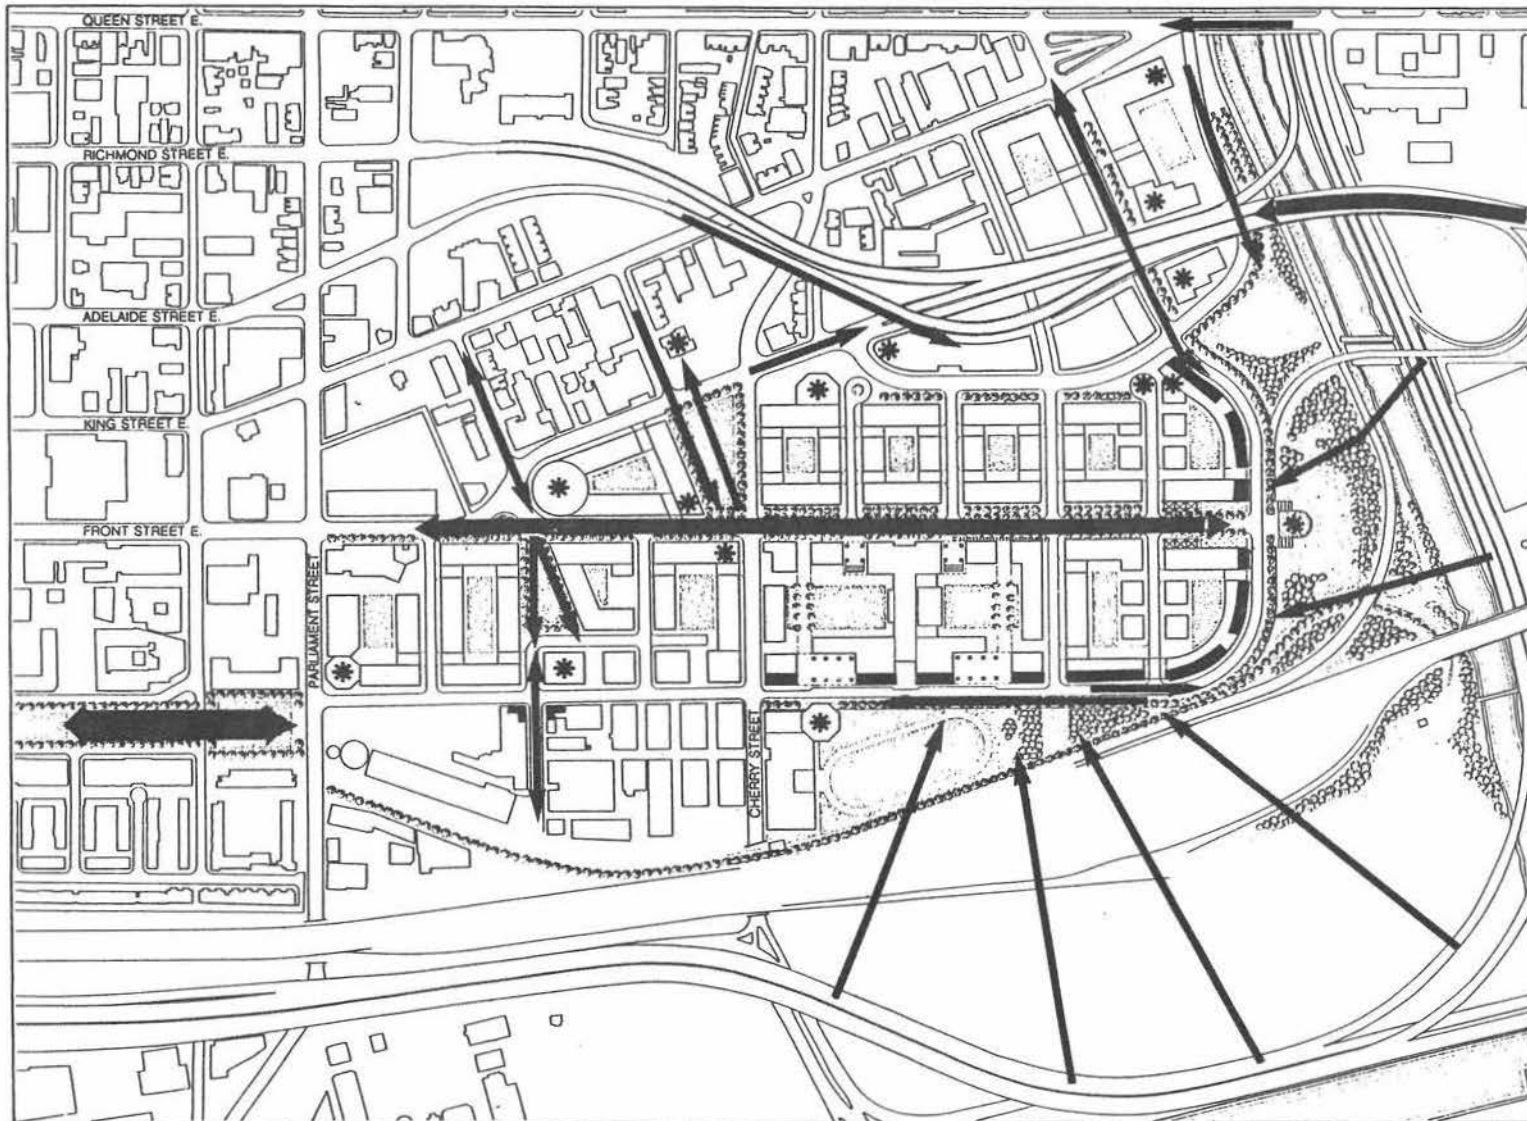 QUEEN STREET E.
RICHMOND STREET E.
ADELAIDE STREET E.
KING STREET E.
FRONT STREET E.
PARLIAMENT STREET
CHERRY STREET